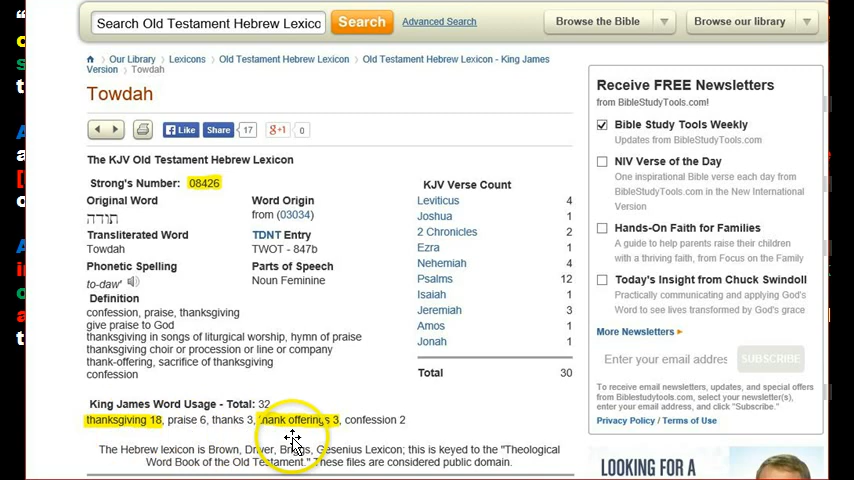 Search Old Testament Hebrew Lexico
Search
Advanced Search
Browse the Bible
Browse our library
Our Library › Lexicons › Old Testament Hebrew Lexicon › Old Testament Hebrew Lexicon - King James
Version › Towdah
Towdah
Like
Share
17
+1
0
The KJV Old Testament Hebrew Lexicon
Strong's Number: 08426
Original Word
Word Origin
תודה
from (03034)
Transliterated Word
TDNT Entry
Towdah
TWOT - 847b
Phonetic Spelling
Parts of Speech
to-daw'
Noun Feminine
Definition
confession, praise, thanksgiving
give praise to God
thanksgiving in songs of liturgical worship, hymn of praise
thanksgiving choir or procession or line or company
thank-offering, sacrifice of thanksgiving
confession
KJV Verse Count
Leviticus 4
Joshua 1
2 Chronicles 2
Ezra 1
Nehemiah 4
Psalms 12
Isaiah 1
Jeremiah 3
Amos 1
Jonah 1
Total 30
King James Word Usage - Total: 32
thanksgiving 18, praise 6, thanks 3, thank offerings 3, confession 2
The Hebrew lexicon is Brown, Driver, Briggs, Gesenius Lexicon; this is keyed to the "Theological
Word Book of the Old Testament." These files are considered public domain.
Receive FREE Newsletters
from BibleStudyTools.com!
Bible Study Tools Weekly
Updates from BibleStudyTools.com
NIV Verse of the Day
One inspirational verse each day from
BibleStudyTools.com in the New International
Version
Hands-On Faith for Families
A guide to help parents raise their children
with a thriving faith, from Focus on the Family
Today's Insight from Chuck Swindoll
Practically communicating and applying God's
Word to see lives transformed by God's grace
More Newsletters
Enter your email address
SUBSCRIBE
To receive email newsletters, updates, and special offers
from Biblestudytools.com, select your newsletter(s),
enter your email address, and click "Subscribe."
Privacy Policy / Terms of Use
LOOKING FOR A